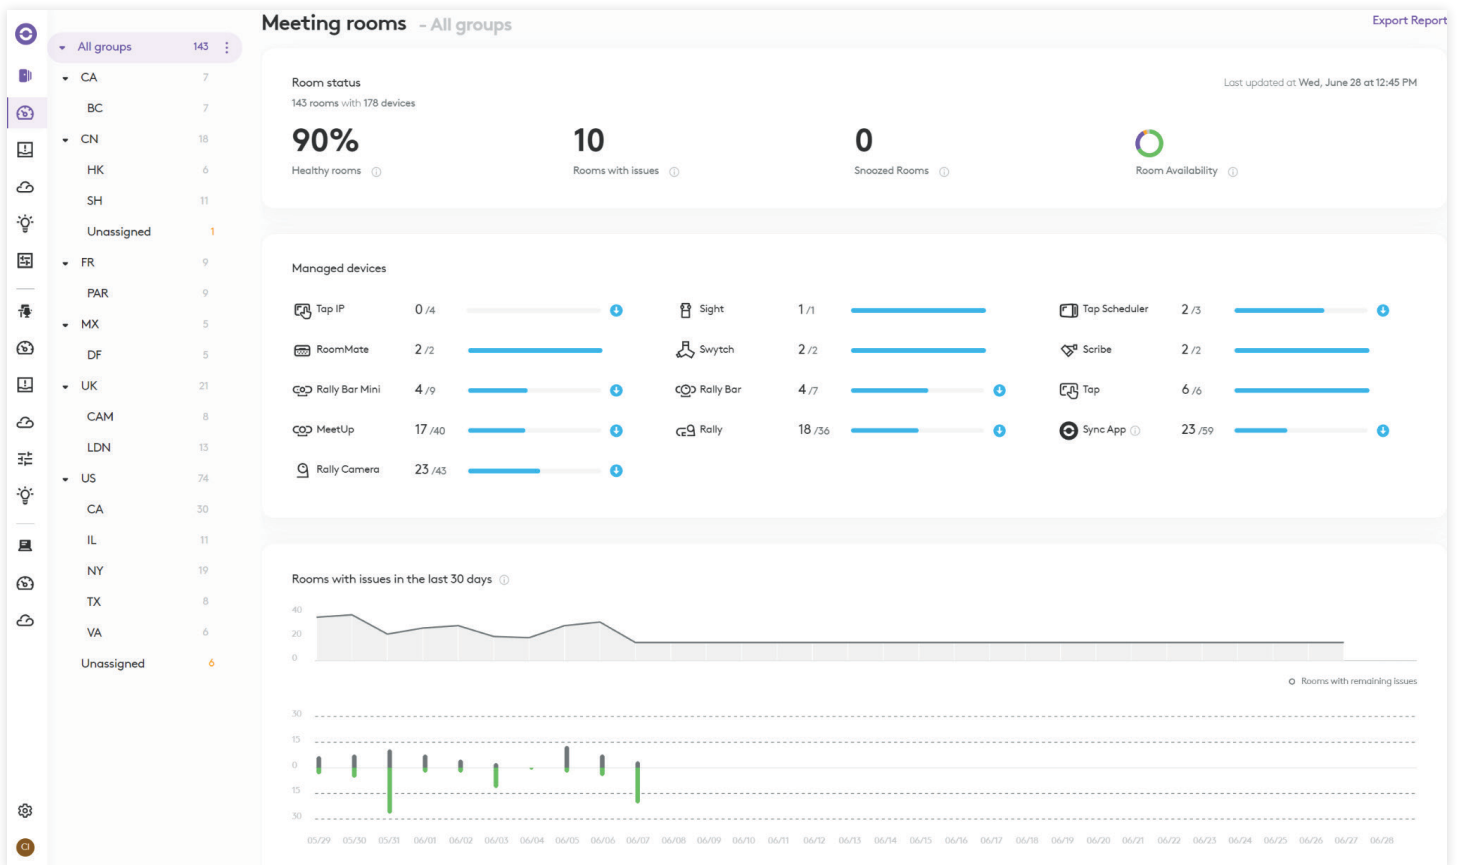 Meeting rooms - All groups
Export Report
All groups 143
CA 7
BC 7
CN 18
HK 6
SH 11
Unassigned 1
FR 9
PAR 9
MX 5
DF 5
UK 21
CAM 8
LDN 13
US 74
CA 30
IL 11
NY 19
TX 8
VA 6
Unassigned 6
CI
Room status
Last updated at Wed, June 28 at 12:45 PM
143 rooms with 178 devices
90% 10 0
Healthy rooms Rooms with issues Snoozed Rooms Room Availability
Managed devices
Tap IP 0 /4 Sight 1 /1 Tap Scheduler 2 /3
RoomMate 2 /2 Swytch 2 /2 Scribe 2 /2
Rally Bar Mini 4 /9 Rally Bar 4 /7 Tap 6 /6
MeetUp 17 /40 Rally 18 /36 Sync App 23 /59
Rally Camera 23 /43
Rooms with issues in the last 30 days
40
20
0
Rooms with remaining issues
30
15
0
15
30
05/29 05/30 05/31 06/01 06/02 06/03 06/04 06/05 06/06 06/07 06/08 06/09 06/10 06/11 06/12 06/13 06/14 06/15 06/16 06/17 06/18 06/19 06/20 06/21 06/22 06/23 06/24 06/25 06/26 06/27 06/28